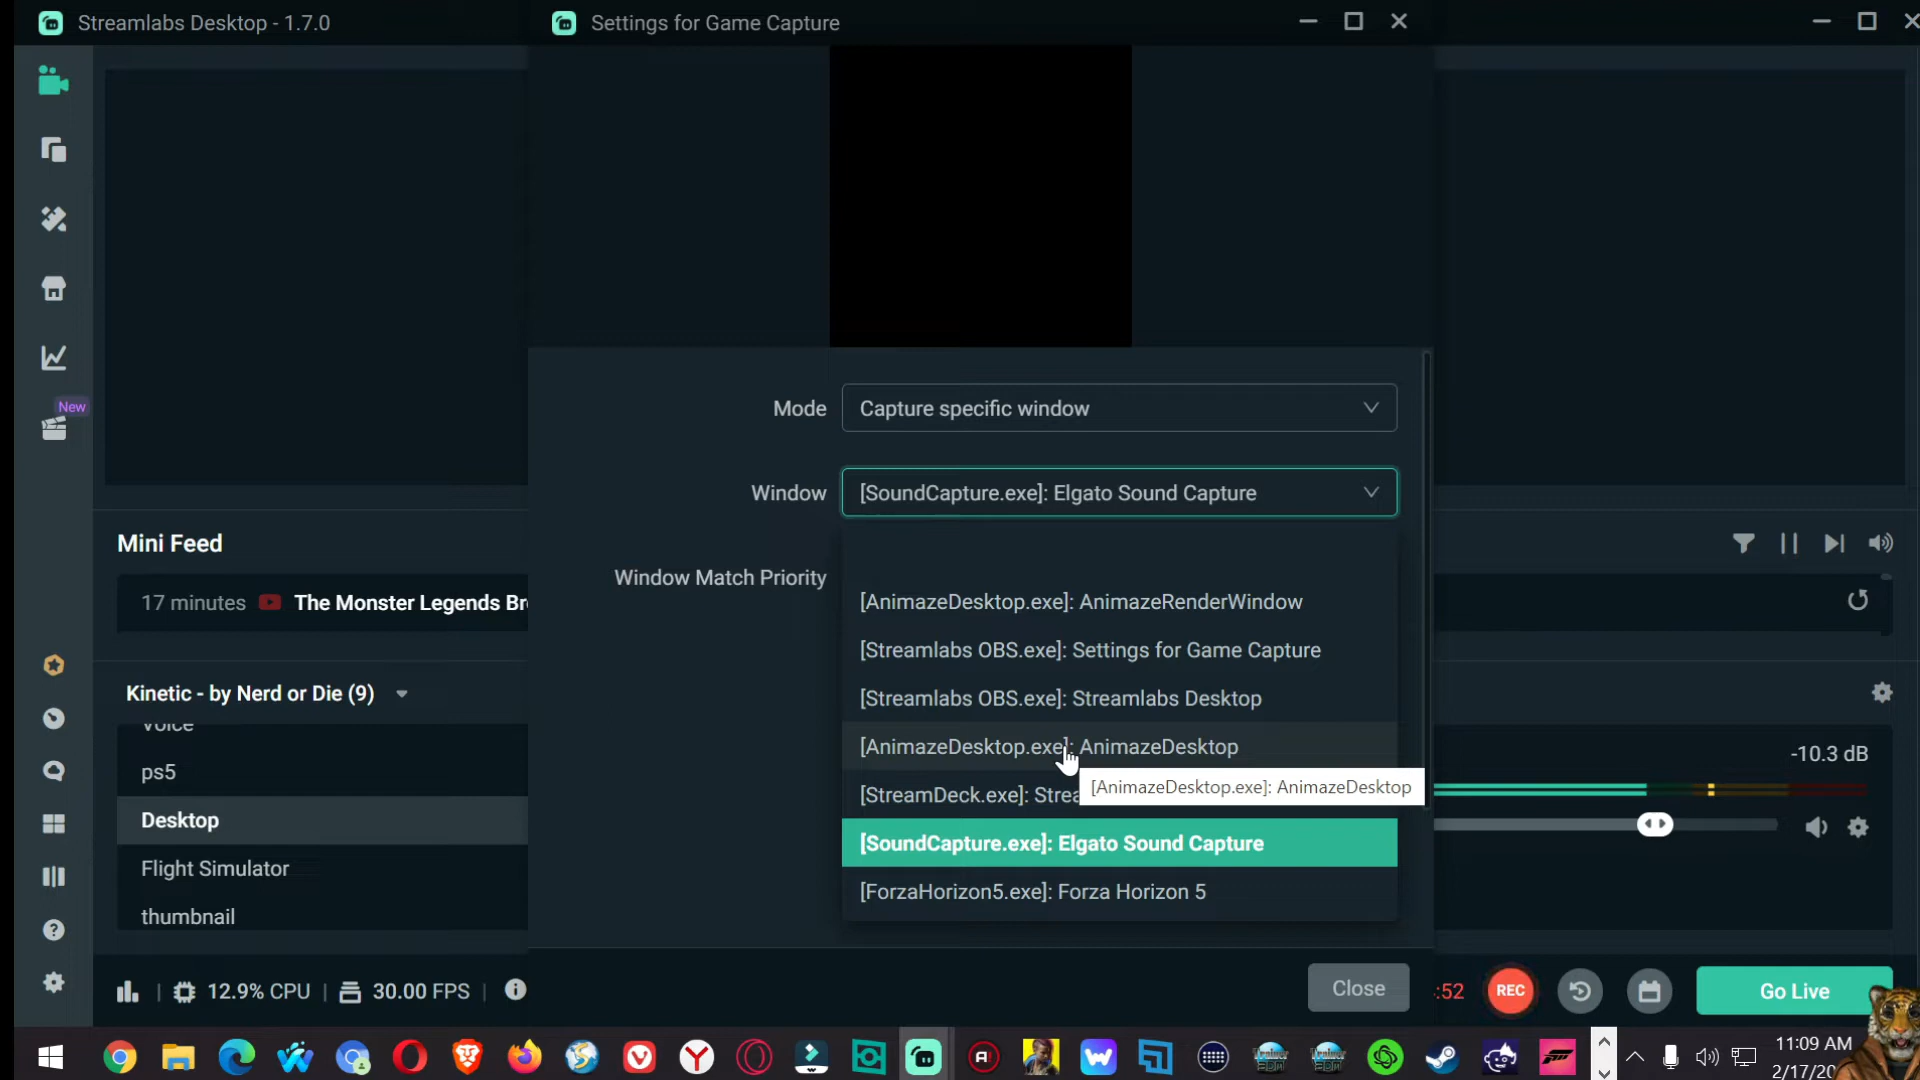 Streamlabs Desktop - 1.7.0
Settings for Game Capture
New
Mode
Capture specific window
Window
[SoundCapture.exe]: Elgato Sound Capture
Mini Feed
Window Match Priority
17 minutes
The Monster Legends Br
[AnimazeDesktop.exe]: AnimazeRenderWindow
[Streamlabs OBS.exe]: Settings for Game Capture
Kinetic - by Nerd or Die (9)
[Streamlabs OBS.exe]: Streamlabs Desktop
Voice
[AnimazeDesktop.exe]: AnimazeDesktop
-10.3 dB
ps5
[AnimazeDesktop.exe]: AnimazeDesktop
[StreamDeck.exe]: Strea
Desktop
[SoundCapture.exe]: Elgato Sound Capture
Flight Simulator
[ForzaHorizon5.exe]: Forza Horizon 5
thumbnail
12.9% CPU
30.00 FPS
Close
:52
REC
Go Live
11:09 AM
2/17/20